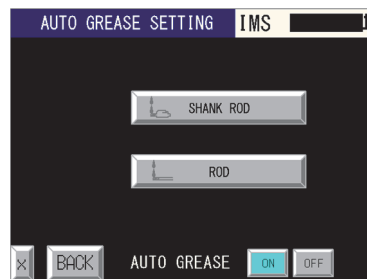 AUTO GREASE SETTING IMS
SHANK ROD
ROD
× BACK AUTO GREASE ON OFF